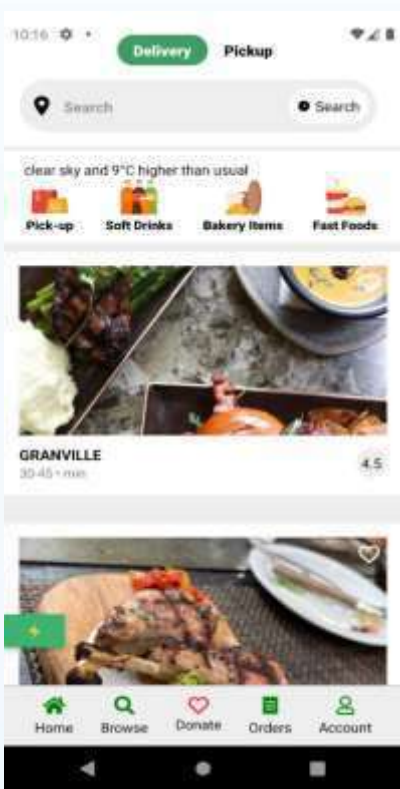 10:16
Delivery Pickup
Search Search
clear sky and 9°C higher than usual
Pick-up Soft Drinks Bakery Items Fast Foods
GRANVILLE 4.5
30-45 • min
Home Browse Donate Orders Account